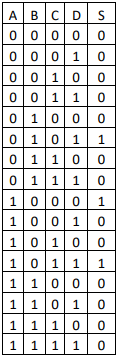 A B C D S
0 0 0 0 0
0 0 0 1 0
0 0 1 0 0
0 0 1 1 0
0 1 0 0 0
0 1 0 1 1
0 1 1 0 0
0 1 1 1 0
1 0 0 0 1
1 0 0 1 0
1 0 1 0 0
1 0 1 1 1
1 1 0 0 0
1 1 0 1 0
1 1 1 0 0
1 1 1 1 0